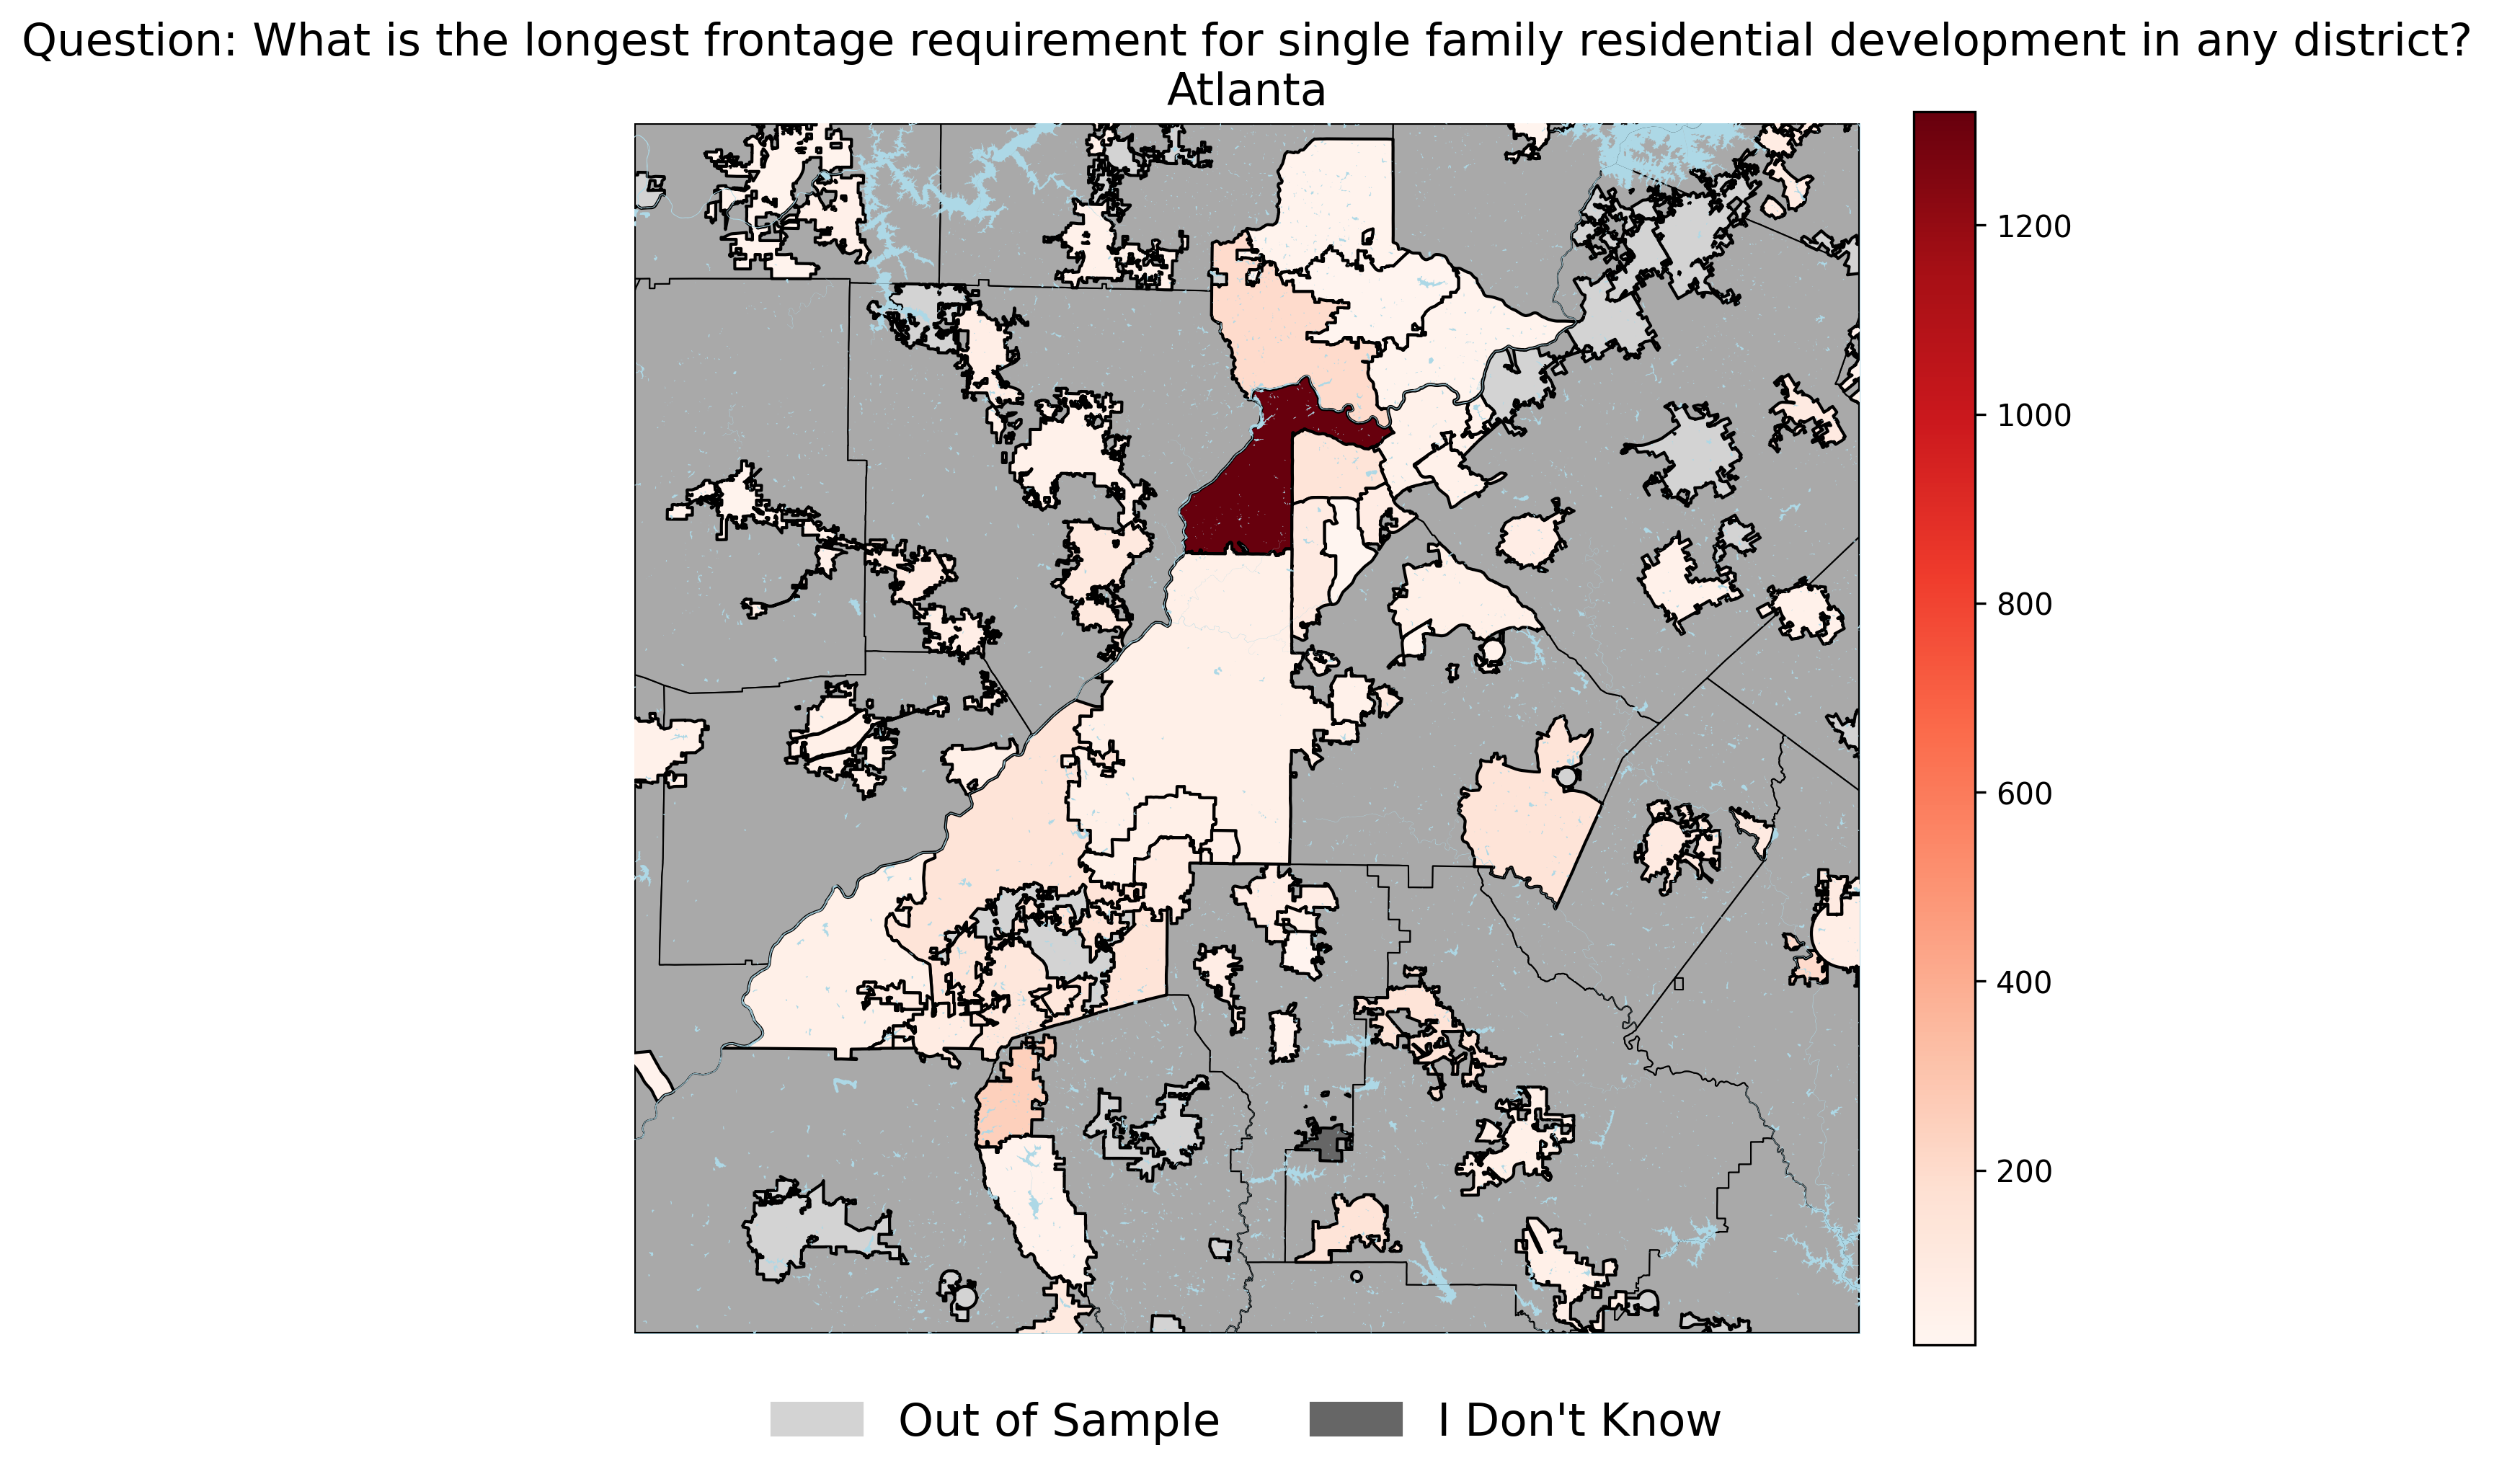 Question: What is the longest frontage requirement for single family residential development in any district?
Atlanta
1200
1000
800
600
400
200
Out of Sample
I Don't Know